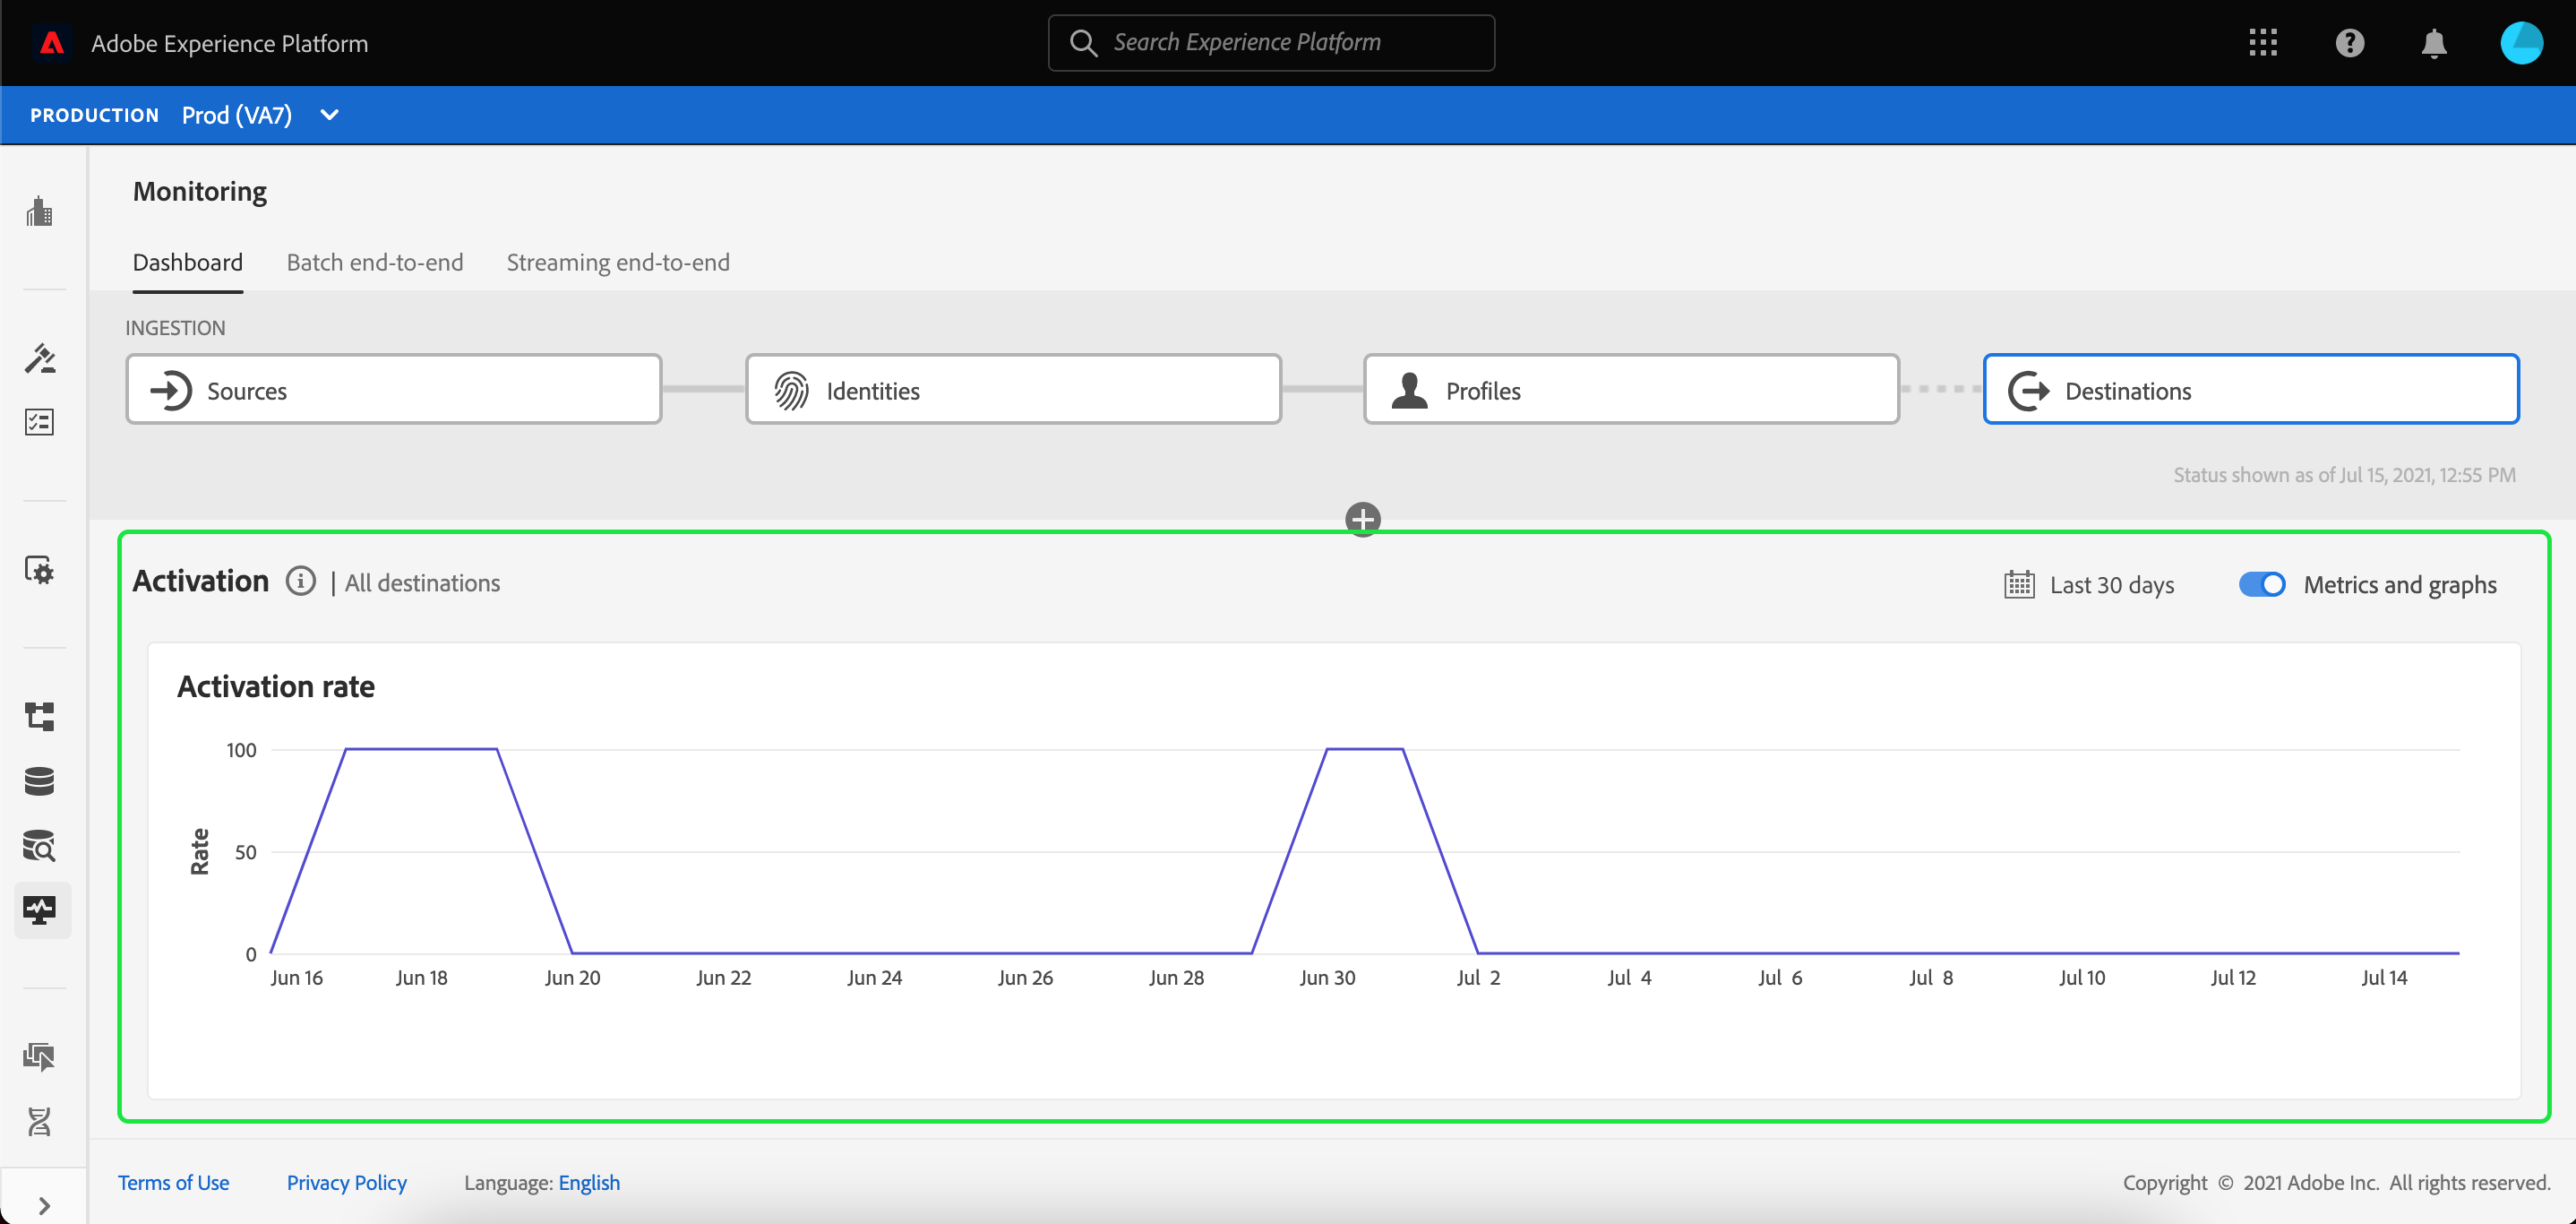 Adobe Experience Platform
Search Experience Platform
PRODUCTION Prod (VA7)
Monitoring
Dashboard Batch end-to-end Streaming end-to-end
INGESTION
Sources Identities Profiles Destinations
Status shown as of Jul 15, 2021, 12:55 PM
Activation | All destinations Last 30 days Metrics and graphs
Activation rate
100
50
0
Rate
Jun 16 Jun 18 Jun 20 Jun 22 Jun 24 Jun 26 Jun 28 Jun 30 Jul 2 Jul 4 Jul 6 Jul 8 Jul 10 Jul 12 Jul 14
Terms of Use Privacy Policy Language: English Copyright © 2021 Adobe Inc. All rights reserved.